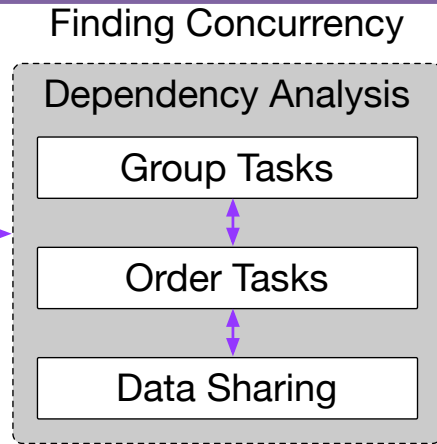 Finding Concurrency
Dependency Analysis
Group Tasks
Order Tasks
Data Sharing